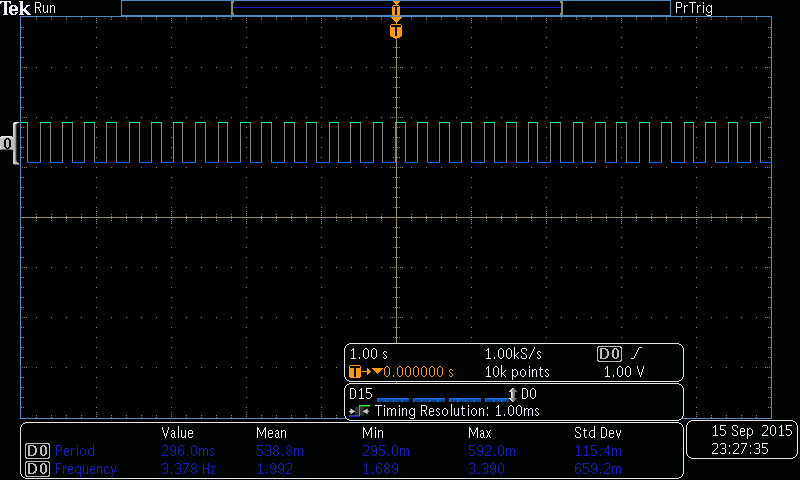 Tek Run PrTrig
T
T
0
1.00 s 1.00kS/s D0
T 0.000000 s 10k points 1.00 V
D15 D0
Timing Resolution: 1.00ms
Value Mean Min Max Std Dev
D0 Period 296.0ms 538.8m 295.0m 592.0m 115.4m
D0 Frequency 3.378 Hz 1.992 1.689 3.390 659.2m
15 Sep 2015
23:27:35